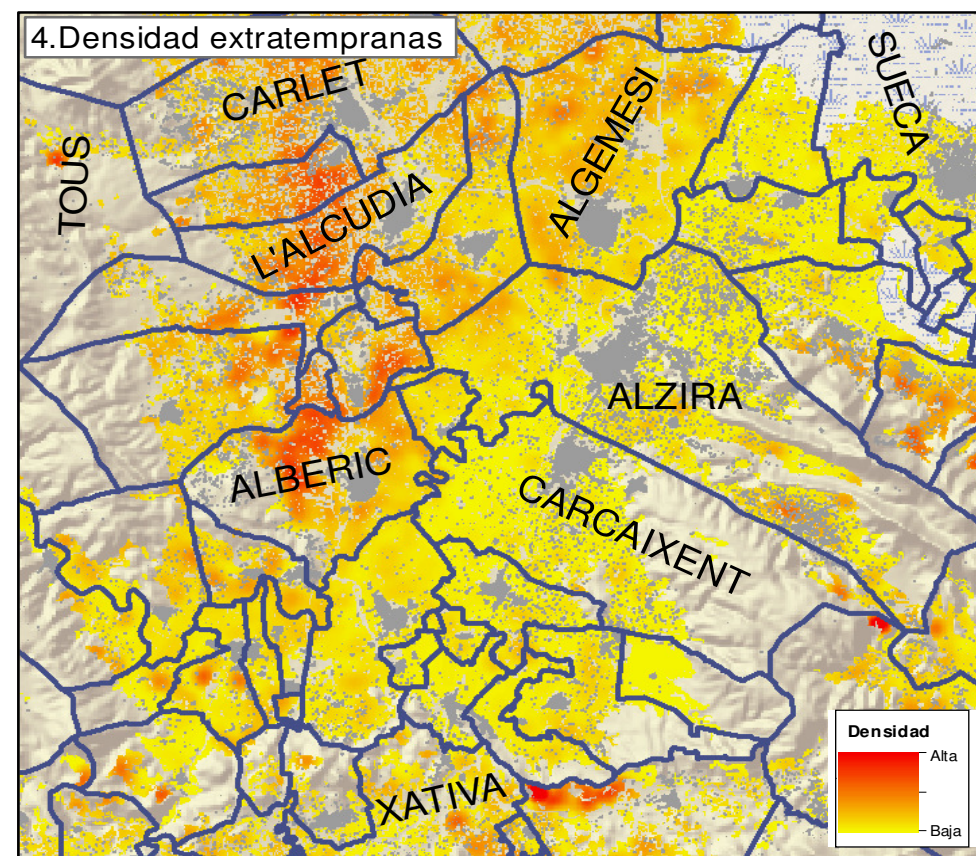 4.Densidad extratempranas
CARLET
SUECA
ALGEMESI
TOUS
L'ALCUDIA
ALZIRA
ALBERIC
CARCAIXENT
XATIVA
Densidad
Alta
Baja